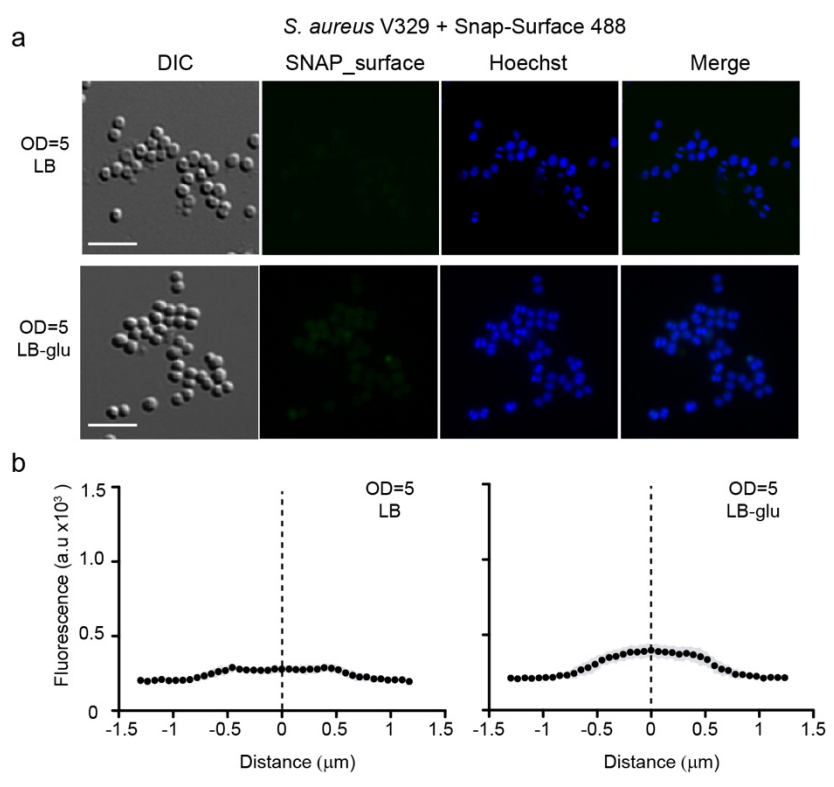 a
S. aureus V329 + Snap-Surface 488
DIC SNAP_surface Hoechst Merge
OD=5
LB
OD=5
LB-glu
b
Fluorescence (a.u x10³ )
1.5
1.0
0.5
0
OD=5
LB
-1.5 -1 -0.5 0 0.5 1 1.5
Distance (μm)
OD=5
LB-glu
-1.5 -1 -0.5 0 0.5 1 1.5
Distance (μm)